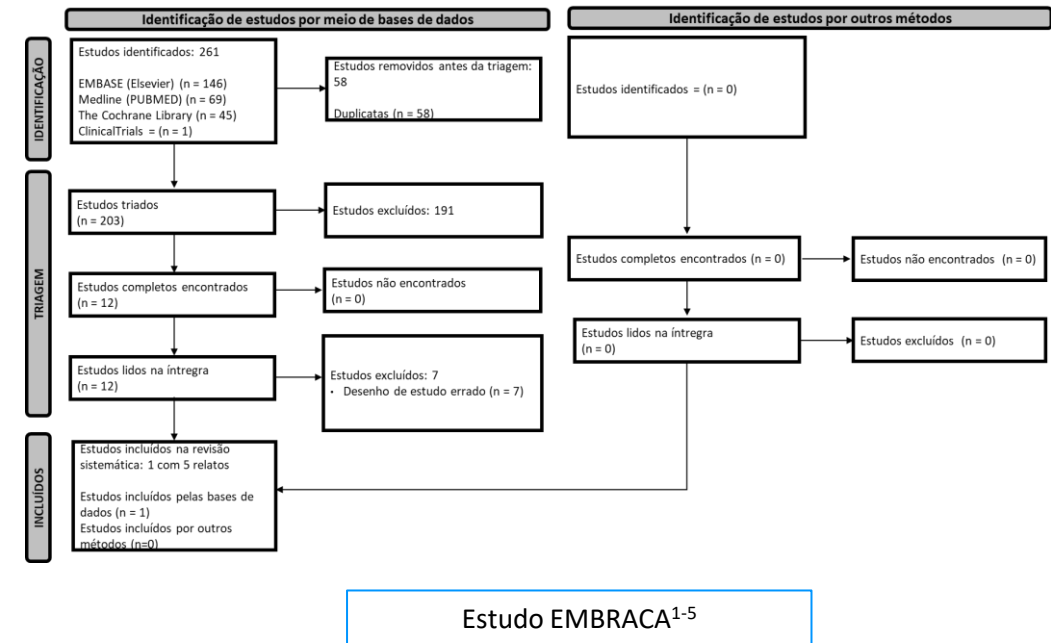 Identificação de estudos por meio de bases de dados
Identificação de estudos por outros métodos
IDENTIFICAÇÃO
Estudos identificados: 261
EMBASE (Elsevier) (n = 146)
Medline (PUBMED) (n = 69)
The Cochrane Library (n = 45)
ClinicalTrials = (n = 1)
Estudos removidos antes da triagem:
58
Duplicatas (n = 58)
Estudos identificados = (n = 0)
TRIAGEM
Estudos triados
(n = 203)
Estudos excluídos: 191
Estudos completos encontrados
(n = 12)
Estudos não encontrados
(n = 0)
Estudos completos encontrados (n = 0)
Estudos não encontrados (n = 0)
Estudos lidos na íntregra
(n = 12)
Estudos excluídos: 7
• Desenho de estudo errado (n = 7)
Estudos lidos na íntregra
(n = 0)
Estudos excluídos (n = 0)
INCLUÍDOS
Estudos incluídos na revisão
sistemática: 1 com 5 relatos
Estudos incluídos pelas bases de
dados (n = 1)
Estudos incluídos por outros
métodos (n=0)
Estudo EMBRACA1-5